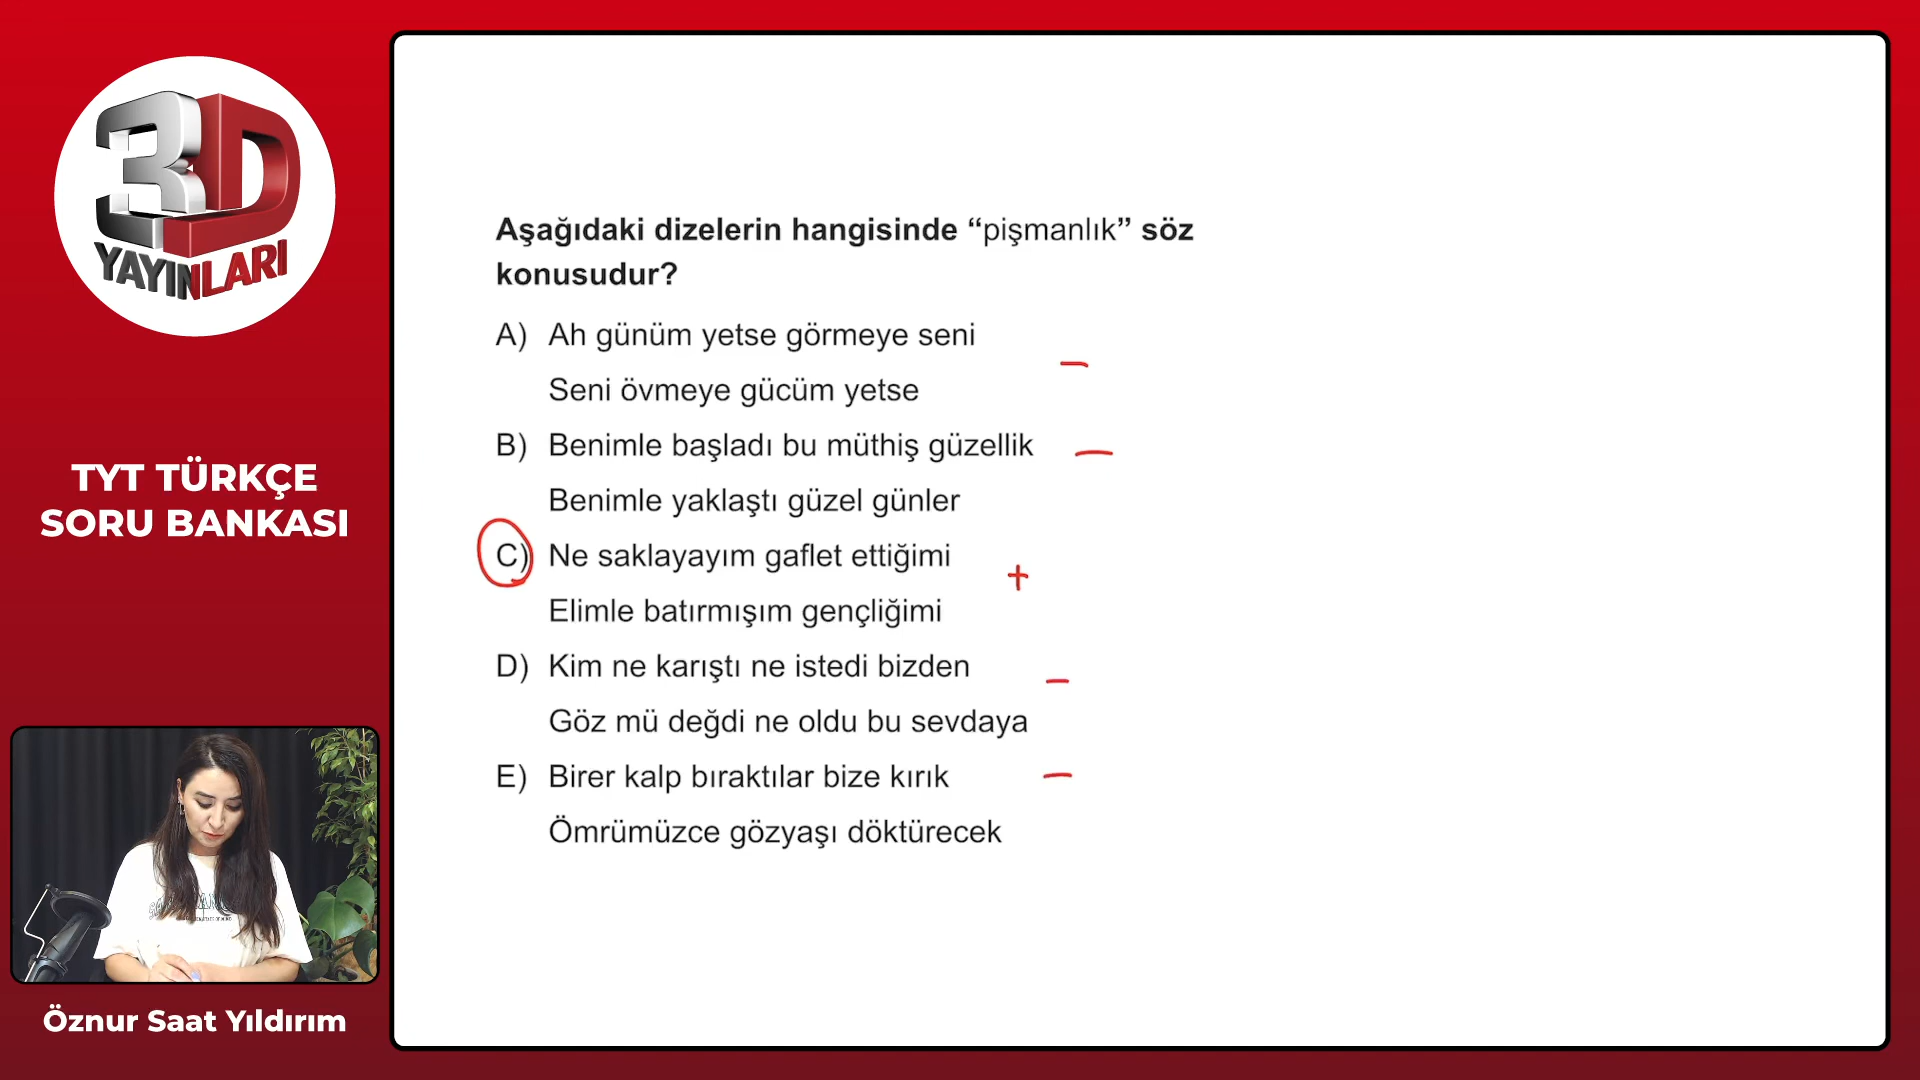 3D
YAYINLARI
TYT TÜRKÇE
SORU BANKASI
Öznur Saat Yıldırım
Aşağıdaki dizelerin hangisinde “pişmanlık” söz
konusudur?
A) Ah günüm yetse görmeye seni
Seni övmeye gücüm yetse
B) Benimle başladı bu müthiş güzellik
Benimle yaklaştı güzel günler
C) Ne saklayayım gaflet ettiğimi
Elimle batırmışım gençliğimi
D) Kim ne karıştı ne istedi bizden
Göz mü değdi ne oldu bu sevdaya
E) Birer kalp bıraktılar bize kırık
Ömrümüzce gözyaşı döktürecek